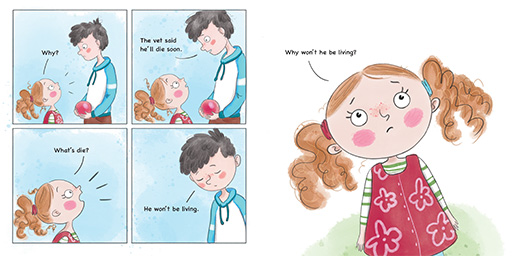 Why?
The vet said
he'll die soon.
What's die?
He won't be living.
Why won't he be living?